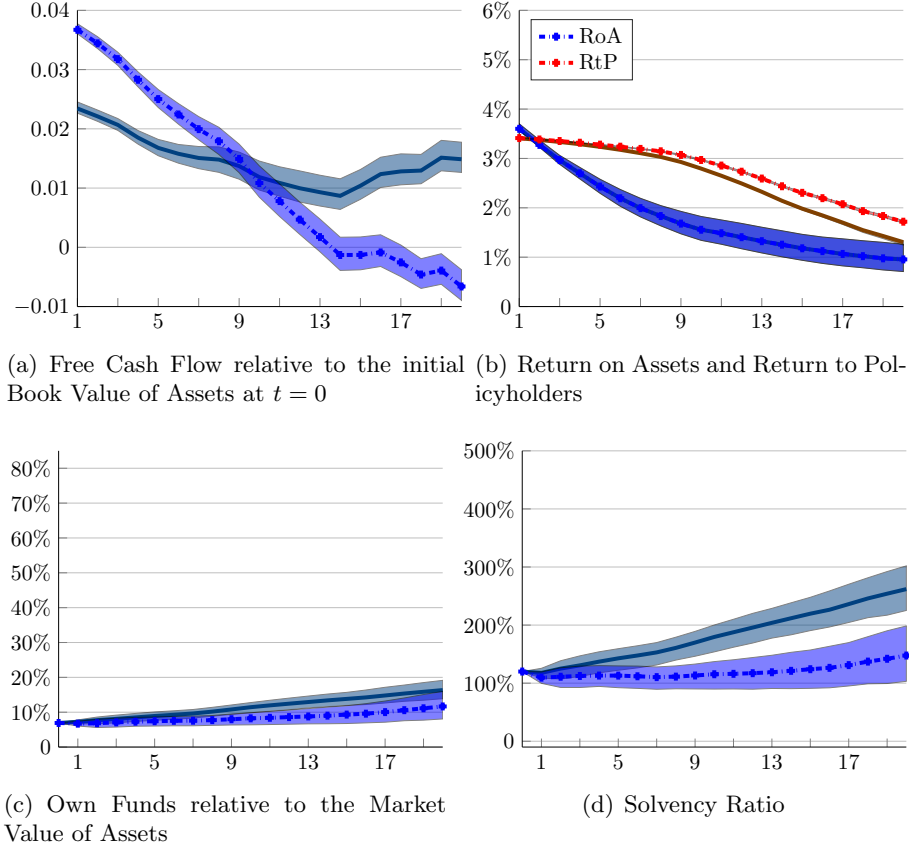 0.04
0.03
0.02
0.01
0
−0.01
1 5 9 13 17
(a) Free Cash Flow relative to the initial
Book Value of Assets at t = 0
6%
5%
4%
3%
2%
1%
0
RoA
RtP
1 5 9 13 17
(b) Return on Assets and Return to Pol-
icyholders
80%
70%
60%
50%
40%
30%
20%
10%
0
1 5 9 13 17
(c) Own Funds relative to the Market
Value of Assets
500%
400%
300%
200%
100%
0
1 5 9 13 17
(d) Solvency Ratio